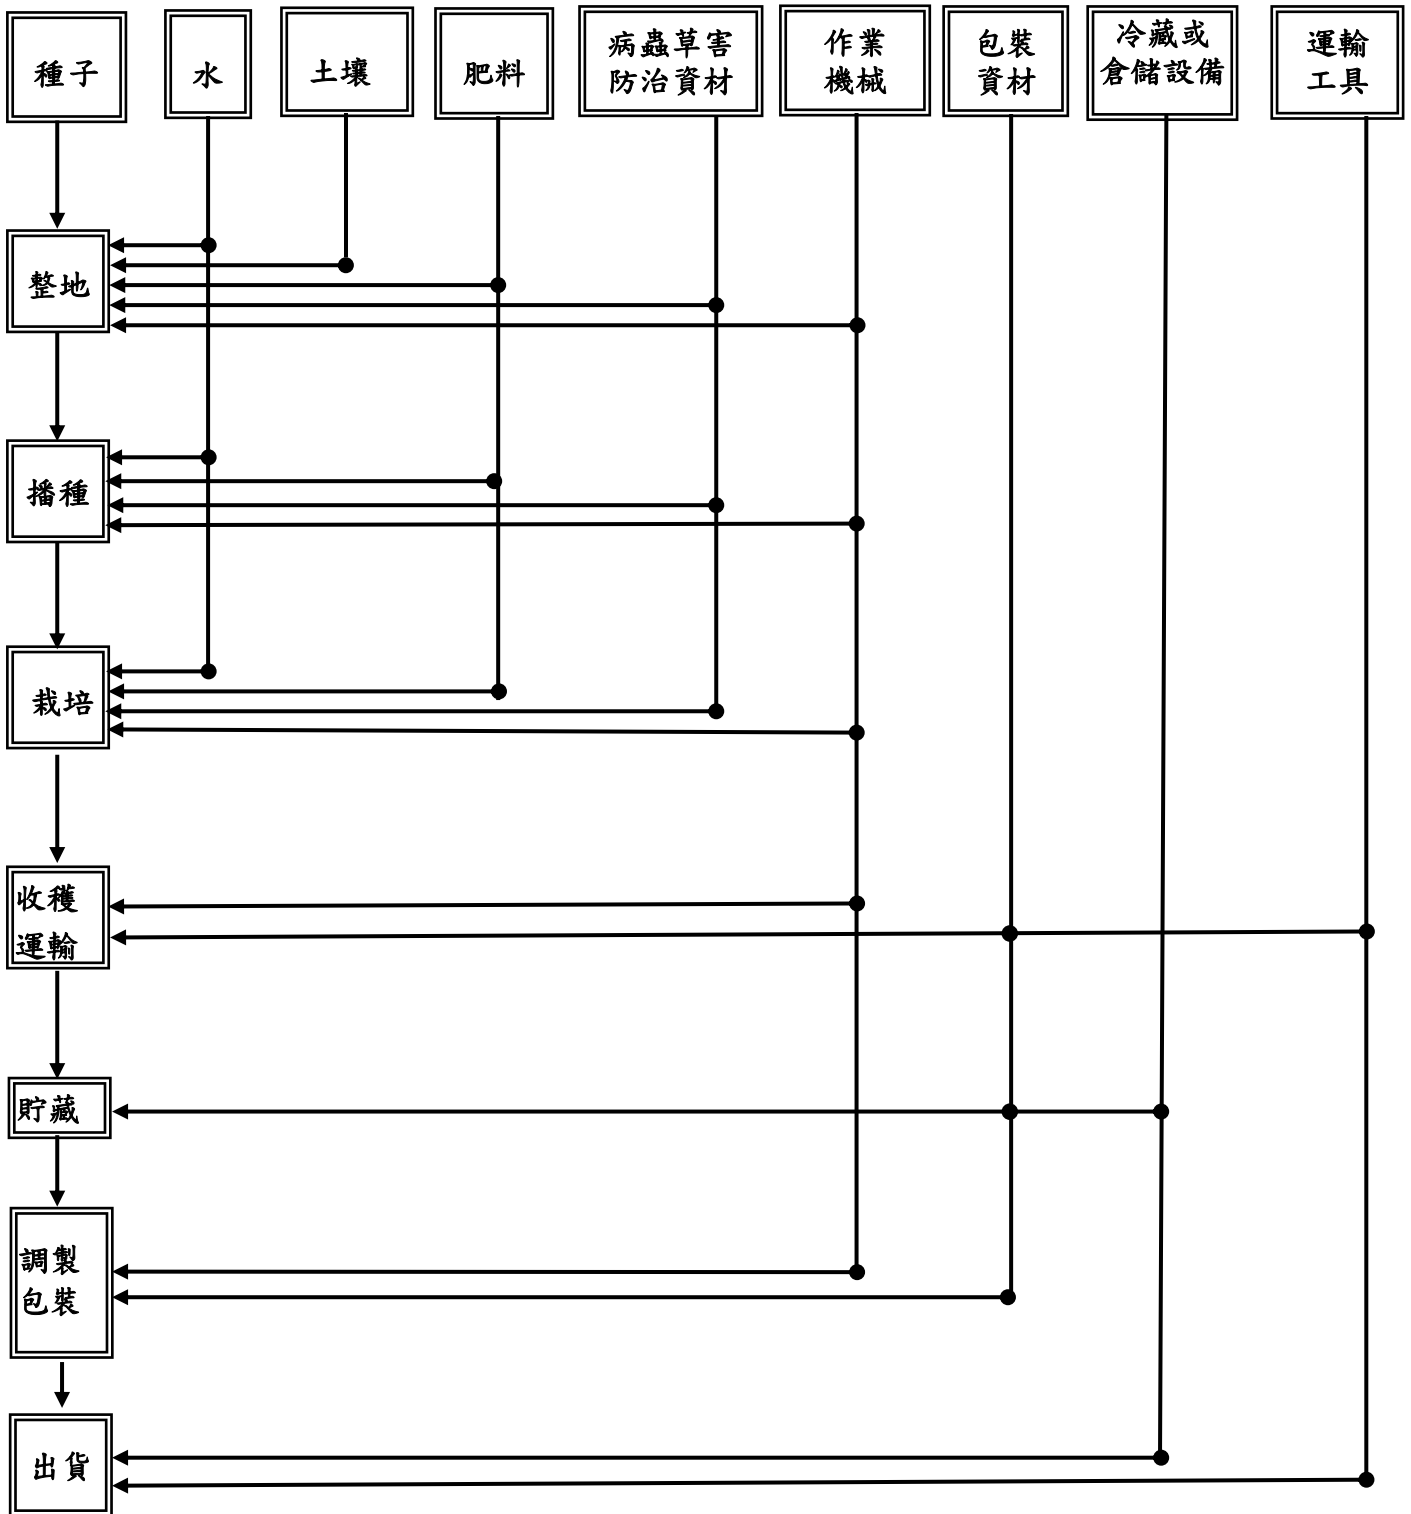 種子
水
土壤
肥料
病蟲草害
防治資材
作業
機械
包裝
資材
冷藏或
倉儲設備
運輸
工具
整地
播種
栽培
收穫
運輸
貯藏
調製
包裝
出貨